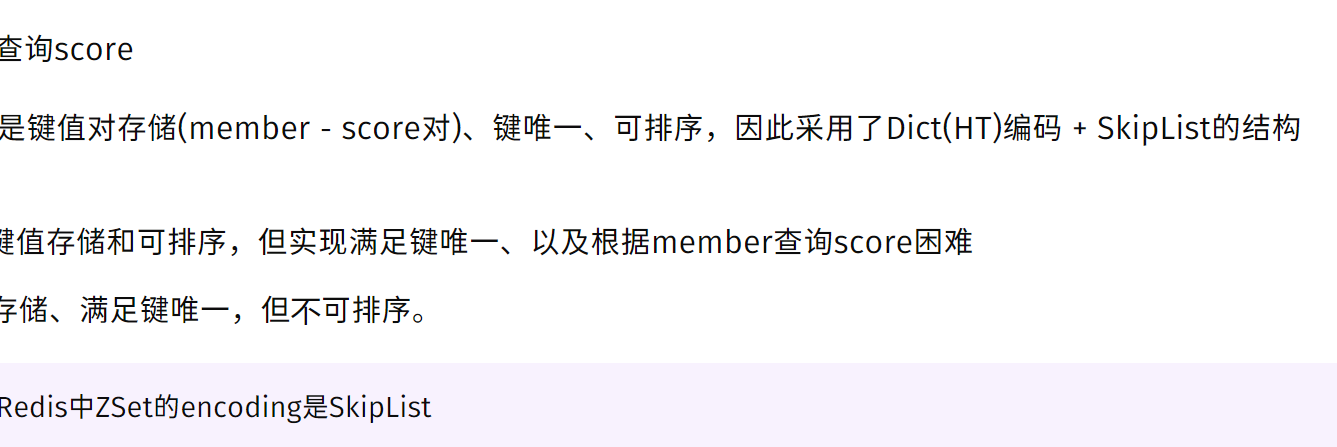 查询score
是键值对存储(member - score对)、键唯一、可排序，因此采用了Dict(HT)编码 + SkipList的结构
键值存储和可排序，但实现满足键唯一、以及根据member查询score困难
存储、满足键唯一，但不可排序。
Redis中ZSet的encoding是SkipList